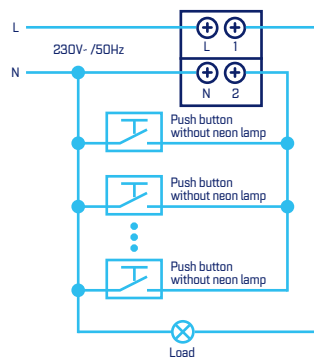 L
L 1
230V~ /50Hz
N
N 2
Push button
without neon lamp
Push button
without neon lamp
Push button
without neon lamp
Load